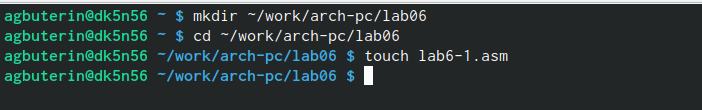 agbuterin@dk5n56 ~ $ mkdir ~/work/arch-pc/lab06
agbuterin@dk5n56 ~ $ cd ~/work/arch-pc/lab06
agbuterin@dk5n56 ~/work/arch-pc/lab06 $ touch lab6-1.asm
agbuterin@dk5n56 ~/work/arch-pc/lab06 $